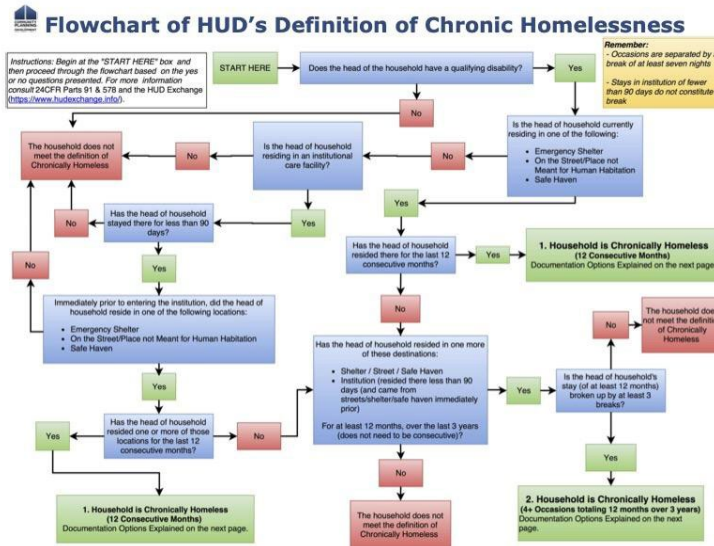 COMMUNITY
PLANNING
DEVELOPMENT
Flowchart of HUD's Definition of Chronic Homelessness
Instructions: Begin at the "START HERE" box and
then proceed through the flowchart based on the yes
or no questions presented. For more information
consult 24CFR Parts 91 & 578 and the HUD Exchange
(https://www.hudexchange.info/).
START HERE
Does the head of the household have a qualifying disability?
Yes
Remember:
- Occasions are separated by
break of at least seven nights
- Stays in institution of fewer
than 90 days do not constitute
break
No
The household does
not meet the definition
of Chronically
Homeless
No
Is the head of household
residing in an institutional
care facility?
No
Is the head of household currently
residing in one of the following:
• Emergency Shelter
• On the Street/Place not
Meant for Human Habitation
• Safe Haven
No
Has the head of household
stayed there for less than 90
days?
Yes
Yes
No
Yes
Has the head of household
resided there for the last 12
consecutive months?
Yes
1. Household is Chronically Homeless
(12 Consecutive Months)
Documentation Options Explained on the next page.
Immediately prior to entering the institution, did the head of
household reside in one of the following locations:
• Emergency Shelter
• On the Street/Place not Meant for Human Habitation
• Safe Haven
No
Has the head of household resided in one more
of these destinations:
• Shelter / Street / Safe Haven
• Institution (resided there less than 90
days (and came from
streets/shelter/safe haven immediately
prior)
For at least 12 months, over the last 3 years
(does not need to be consecutive)?
No
The household does
not meet the definition
of Chronically
Homeless
Yes
Yes
Is the head of household's
stay (of at least 12 months)
broken up by at least 3
breaks?
Yes
Has the head of household
resided one or more of those
locations for the last 12
consecutive months?
No
No
Yes
1. Household is Chronically Homeless
(12 Consecutive Months)
Documentation Options Explained on the next page.
The household does not
meet the definition of
Chronically Homeless
2. Household is Chronically Homeless
(4+ Occasions totaling 12 months over 3 years)
Documentation Options Explained on the next
page.